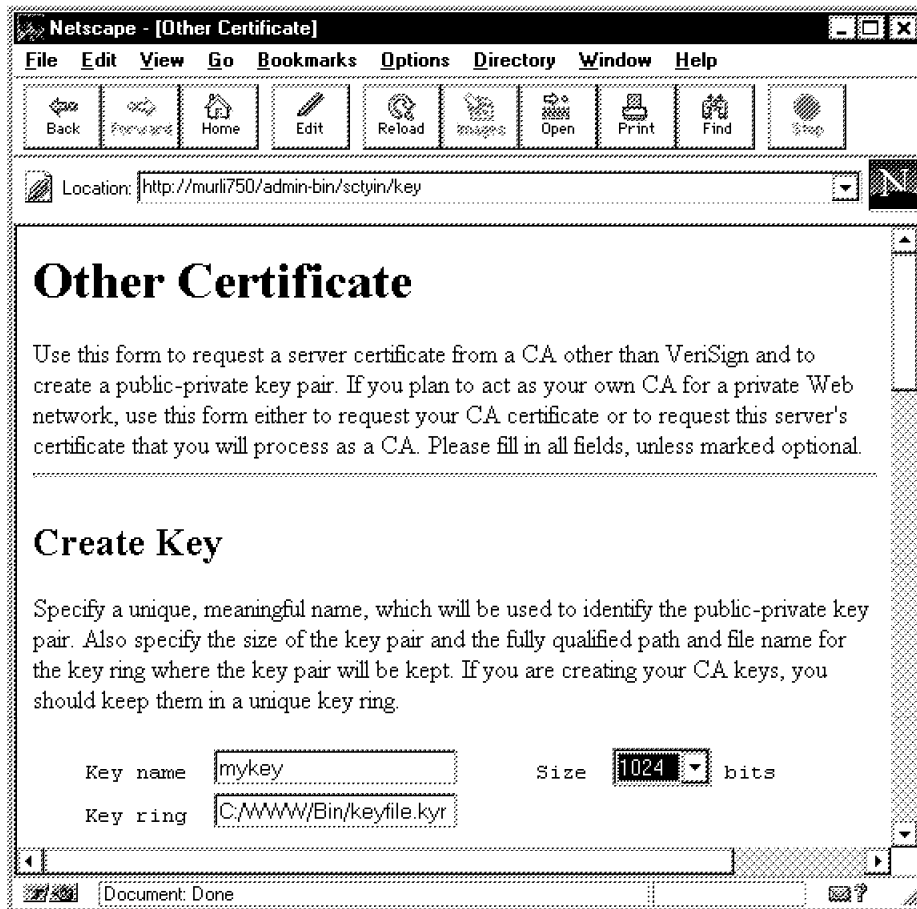 Netscape - [Other Certificate]
File Edit View Go Bookmarks Options Directory Window Help
Back Forward Home Edit Reload Images Open Print Find Stop
Location: http://murli750/admin-bin/sctyin/key
N
Other Certificate
Use this form to request a server certificate from a CA other than VeriSign and to
create a public-private key pair. If you plan to act as your own CA for a private Web
network, use this form either to request your CA certificate or to request this server's
certificate that you will process as a CA. Please fill in all fields, unless marked optional.
Create Key
Specify a unique, meaningful name, which will be used to identify the public-private key
pair. Also specify the size of the key pair and the fully qualified path and file name for
the key ring where the key pair will be kept. If you are creating your CA keys, you
should keep them in a unique key ring.
Key name mykey Size 1024 bits
Key ring C:/WWW/Bin/keyfile.kyr
Document: Done ?